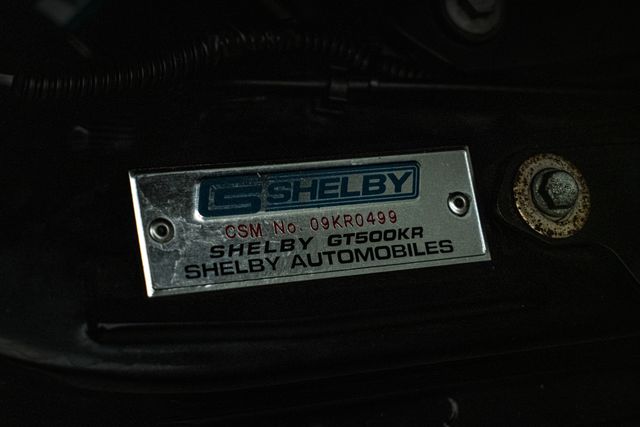 SHELBY
CSM No. 09KR0499
SHELBY GT500KR
SHELBY AUTOMOBILES